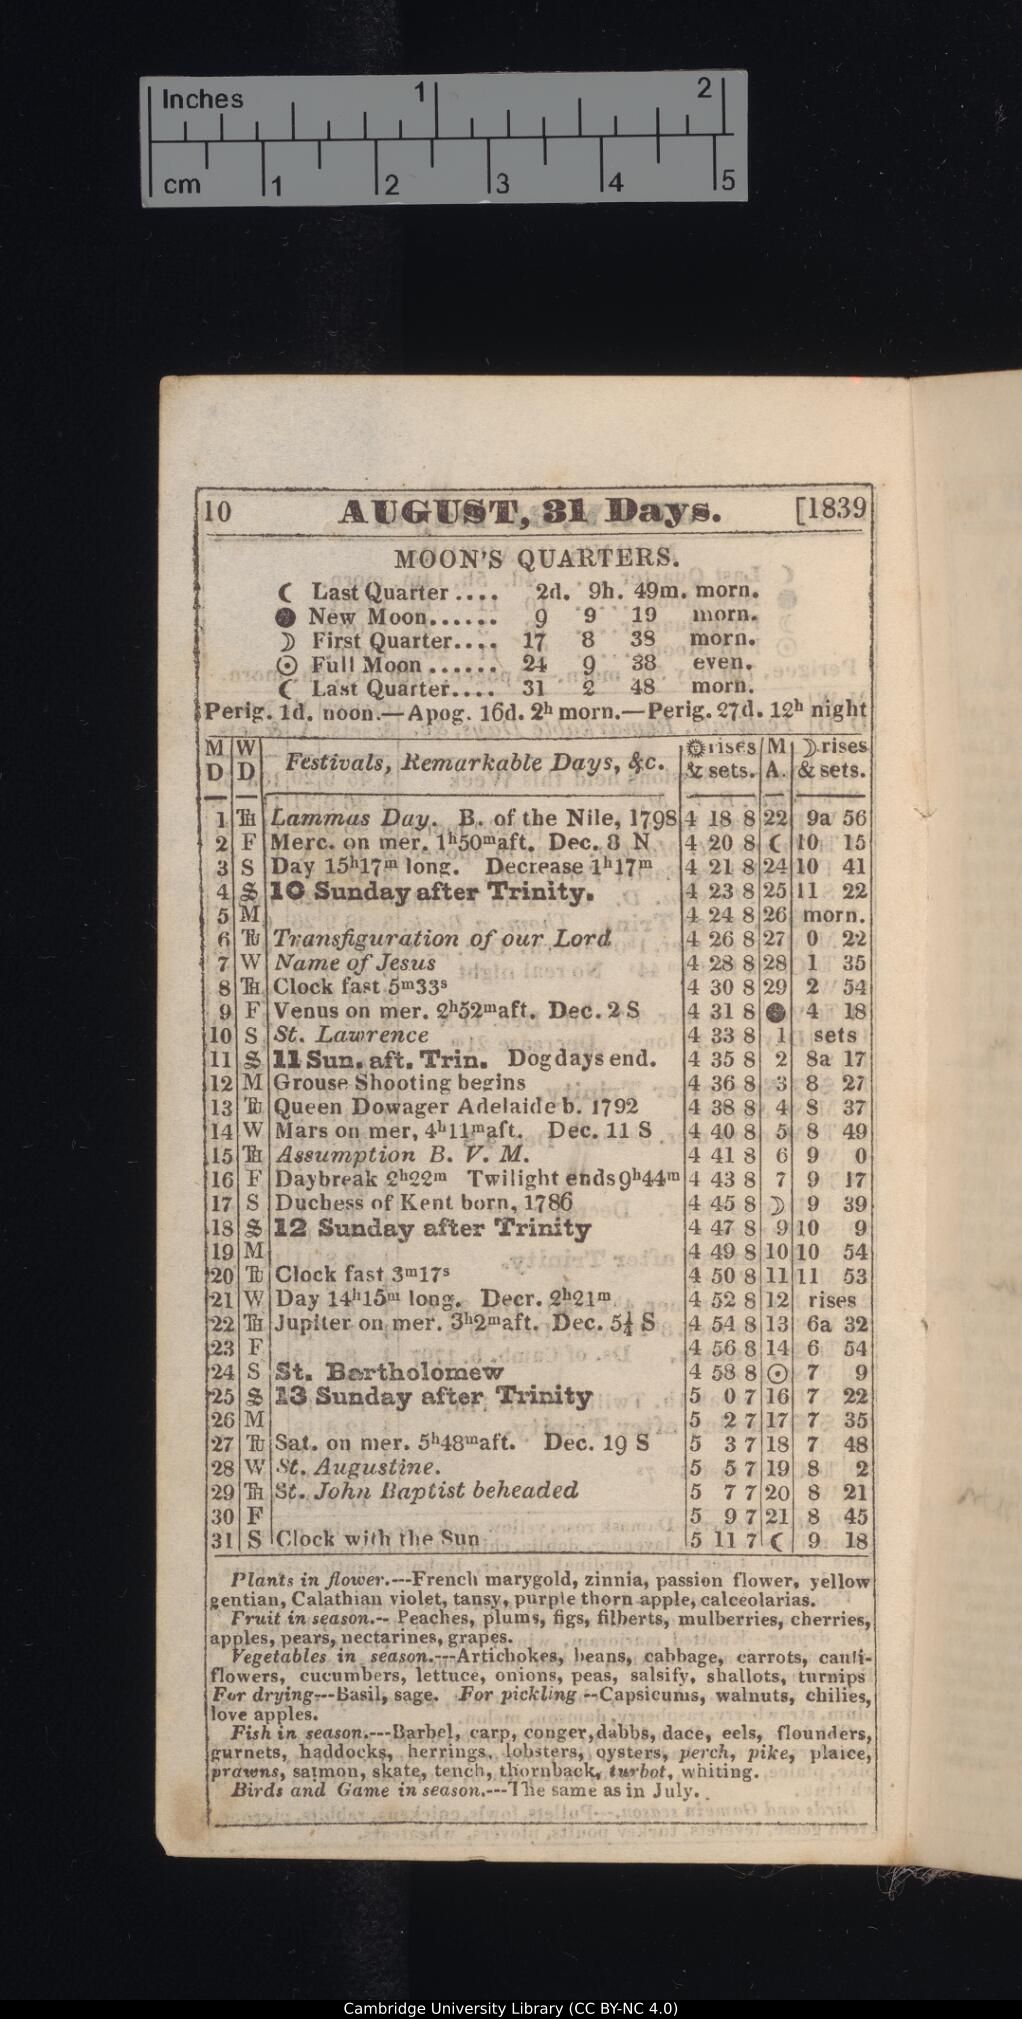 Inches 1 2
cm 1 2 3 4 5
10 AUGUST, 31 Days. [1839
MOON'S QUARTERS.
☾ Last Quarter .... 2d. 9h. 49m. morn.
● New Moon...... 9 9 19 morn.
☽ First Quarter.... 17 8 38 morn.
☉ Full Moon ...... 24 9 38 even.
☾ Last Quarter.... 31 2 48 morn.
Perig. 1d. noon.—Apog. 16d. 2h morn.—Perig. 27d. 12h night
M W Festivals, Remarkable Days, &c. ☼rises M ☽rises
D D & sets. A. & sets.
1 Th Lammas Day. B. of the Nile, 1798 4 18 8 22 9a 56
2 F Merc. on mer. 1h50m aft. Dec. 8 N 4 20 8 ☾ 10 15
3 S Day 15h17m long. Decrease 1h17m 4 21 8 24 10 41
4 S 10 Sunday after Trinity. 4 23 8 25 11 22
5 M 4 24 8 26 morn.
6 Tu Transfiguration of our Lord 4 26 8 27 0 22
7 W Name of Jesus 4 28 8 28 1 35
8 Th Clock fast 5m33s 4 30 8 29 2 54
9 F Venus on mer. 2h52m aft. Dec. 2 S 4 31 8 ● 4 18
10 S St. Lawrence 4 33 8 1 sets
11 S 11 Sun. aft. Trin. Dog days end. 4 35 8 2 8a 17
12 M Grouse Shooting begins 4 36 8 3 8 27
13 Tu Queen Dowager Adelaide b. 1792 4 38 8 4 8 37
14 W Mars on mer, 4h11m aft. Dec. 11 S 4 40 8 5 8 49
15 Th Assumption B. V. M. 4 41 8 6 9 0
16 F Daybreak 2h22m Twilight ends 9h44m 4 43 8 7 9 17
17 S Duchess of Kent born, 1786 4 45 8 ☽ 9 39
18 S 12 Sunday after Trinity 4 47 8 9 10 9
19 M 4 49 8 10 10 54
20 Tu Clock fast 3m17s 4 50 8 11 11 53
21 W Day 14h15m long. Decr. 2h21m 4 52 8 12 rises
22 Th Jupiter on mer. 3h2m aft. Dec. 5¼ S 4 54 8 13 6a 32
23 F 4 56 8 14 6 54
24 S St. Bartholomew 4 58 8 ☉ 7 9
25 S 13 Sunday after Trinity 5 0 7 16 7 22
26 M 5 2 7 17 7 35
27 Tu Sat. on mer. 5h48m aft. Dec. 19 S 5 3 7 18 7 48
28 W St. Augustine. 5 5 7 19 8 2
29 Th St. John Baptist beheaded 5 7 7 20 8 21
30 F 5 9 7 21 8 45
31 S Clock with the Sun 5 11 7 ☾ 9 18
Plants in flower.---French marygold, zinnia, passion flower, yellow
gentian, Calathian violet, tansy, purple thorn apple, calceolarias.
Fruit in season.-- Peaches, plums, figs, filberts, mulberries, cherries,
apples, pears, nectarines, grapes.
Vegetables in season.---Artichokes, beans, cabbage, carrots, cauli-
flowers, cucumbers, lettuce, onions, peas, salsify, shallots, turnips
For drying---Basil, sage. For pickling --Capsicums, walnuts, chilies,
love apples.
Fish in season.---Barbel, carp, conger, dabbs, dace, eels, flounders,
gurnets, haddocks, herrings, lobsters, oysters, perch, pike, plaice,
prawns, salmon, skate, tench, thornback, turbot, whiting.
Birds and Game in season.---The same as in July.
Cambridge University Library (CC BY-NC 4.0)